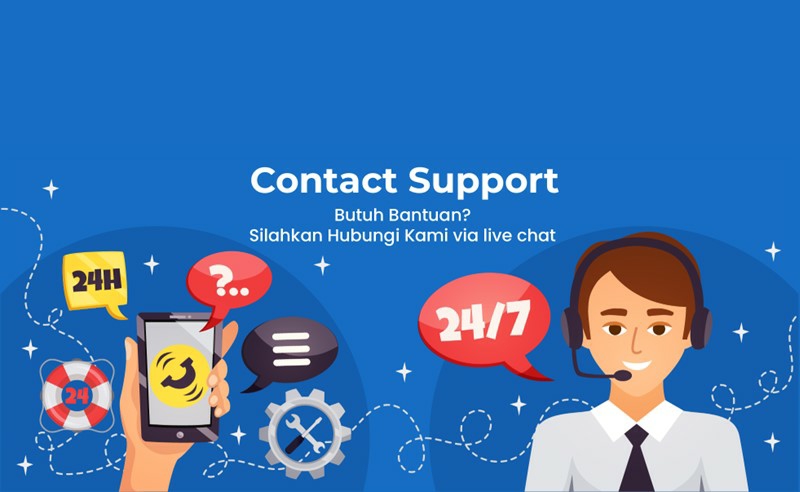 Contact Support
Butuh Bantuan?
Silahkan Hubungi Kami via live chat
24H
?..
24/7
24